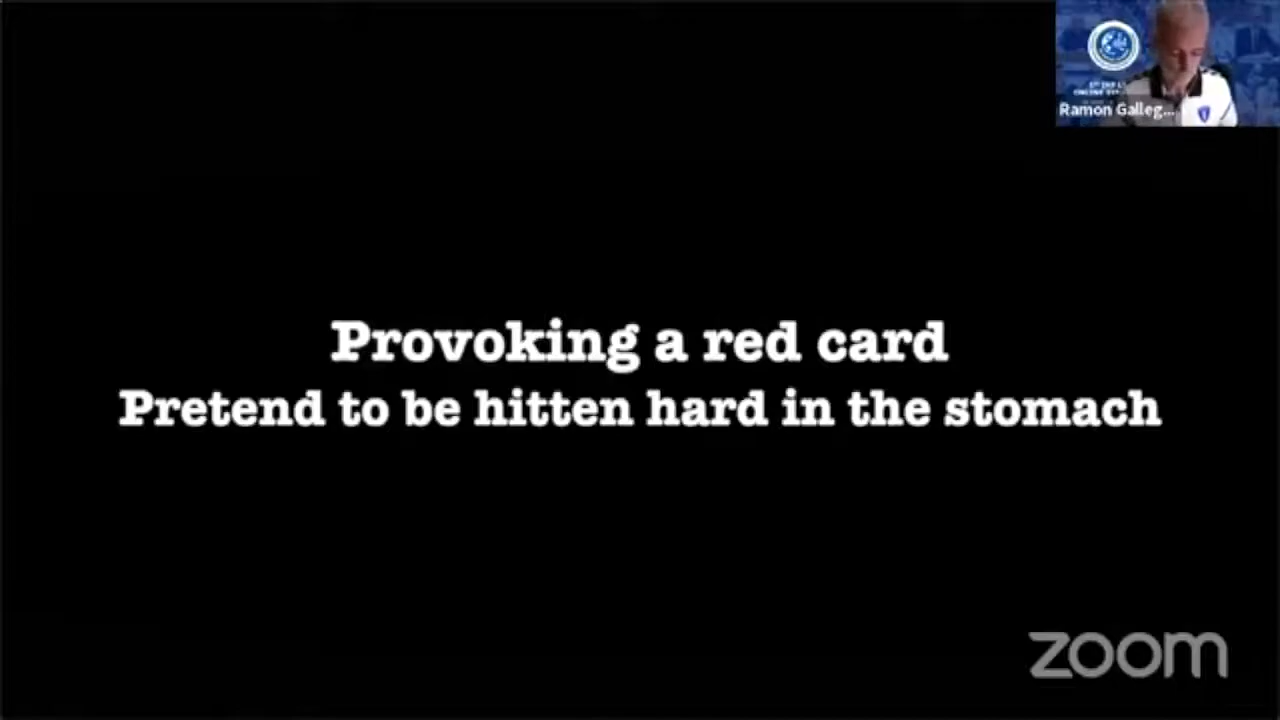 Ramon Galleg...
Provoking a red card
Pretend to be hitten hard in the stomach
zoom